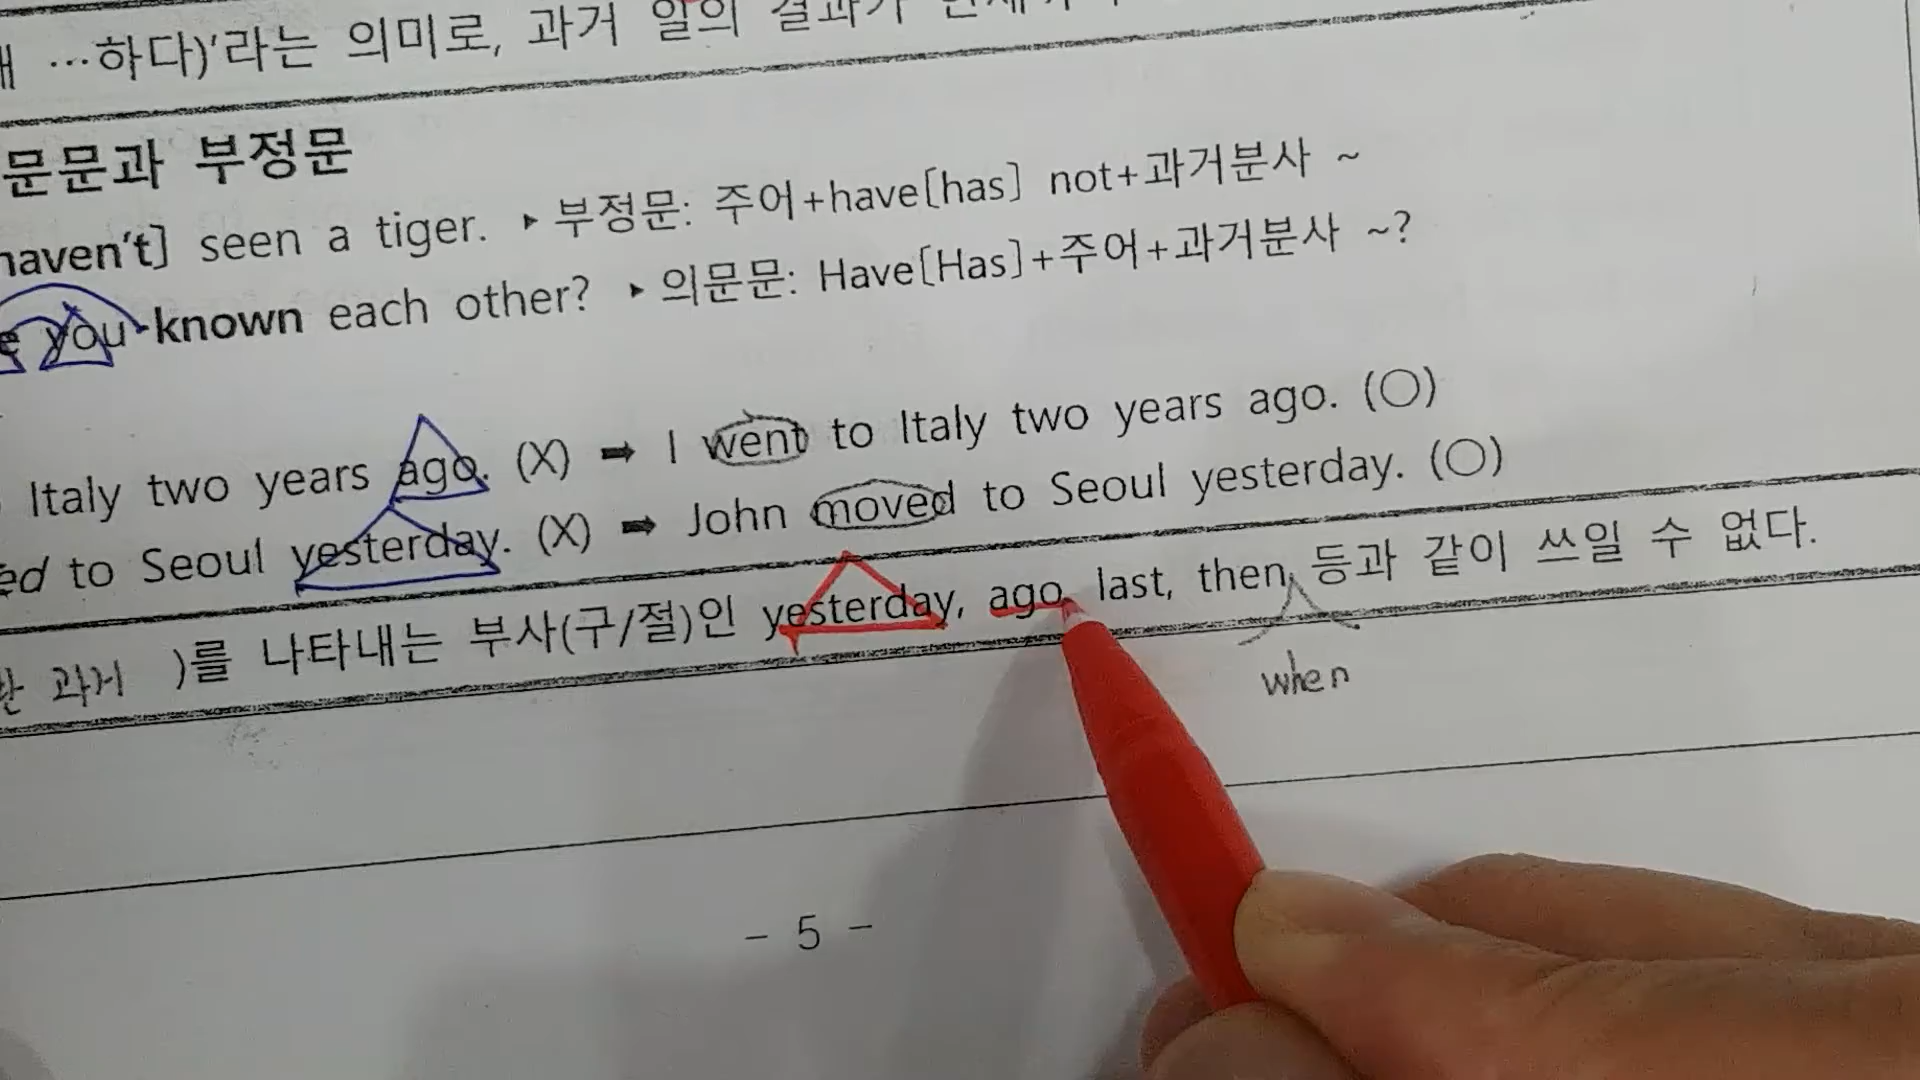 …하다)'라는 의미로, 과거 일의 결과가
문문과 부정문
haven't] seen a tiger. ▸ 부정문: 주어+have[has] not+과거분사 ~
you known each other? ▸ 의문문: Have[Has]+주어+과거분사 ~?
Italy two years ago. (X) ➡ I went to Italy two years ago. (○)
ed to Seoul yesterday. (X) ➡ John moved to Seoul yesterday. (○)
과거 )를 나타내는 부사(구/절)인 yesterday, ago, last, then, 등과 같이 쓰일 수 없다.
when
- 5 -